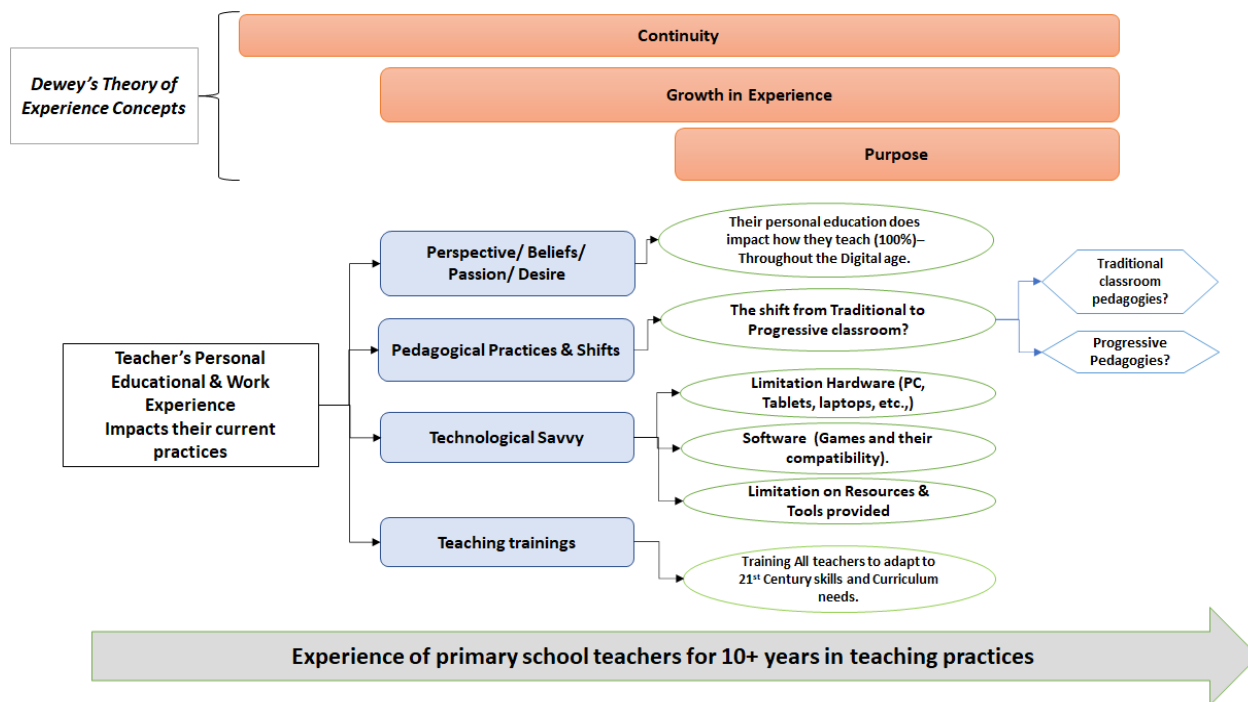 Dewey's Theory of
Experience Concepts
Continuity
Growth in Experience
Purpose
Teacher's Personal
Educational & Work
Experience
Impacts their current
practices
Perspective/ Beliefs/
Passion/ Desire
Their personal education does
impact how they teach (100%)–
Throughout the Digital age.
Pedagogical Practices & Shifts
The shift from Traditional to
Progressive classroom?
Traditional
classroom
pedagogies?
Progressive
Pedagogies?
Technological Savvy
Limitation Hardware (PC,
Tablets, laptops, etc.,)
Software (Games and their
compatibility).
Limitation on Resources &
Tools provided
Teaching trainings
Training All teachers to adapt to
21st Century skills and Curriculum
needs.
Experience of primary school teachers for 10+ years in teaching practices